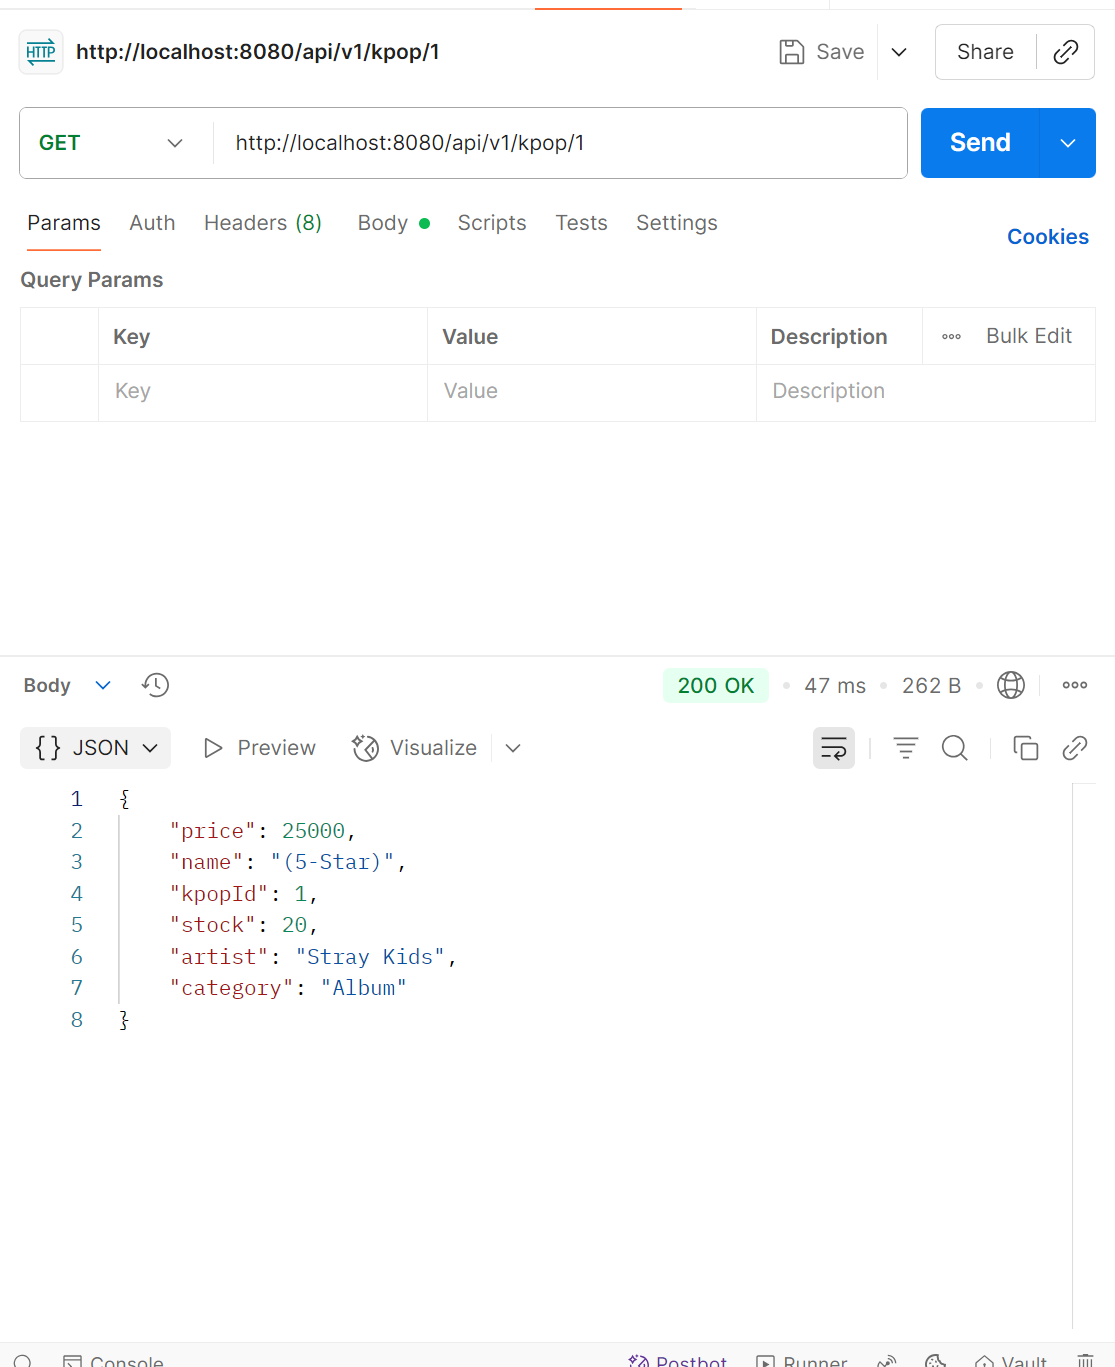 HTTP http://localhost:8080/api/v1/kpop/1 Save Share
GET http://localhost:8080/api/v1/kpop/1 Send
Params Auth Headers (8) Body Scripts Tests Settings Cookies
Query Params
Key Value Description Bulk Edit
Key Value Description
Body 200 OK 47 ms 262 B
{} JSON Preview Visualize
1 {
2 "price": 25000,
3 "name": "(5-Star)",
4 "kpopId": 1,
5 "stock": 20,
6 "artist": "Stray Kids",
7 "category": "Album"
8 }
Console Postbot Runner Vault